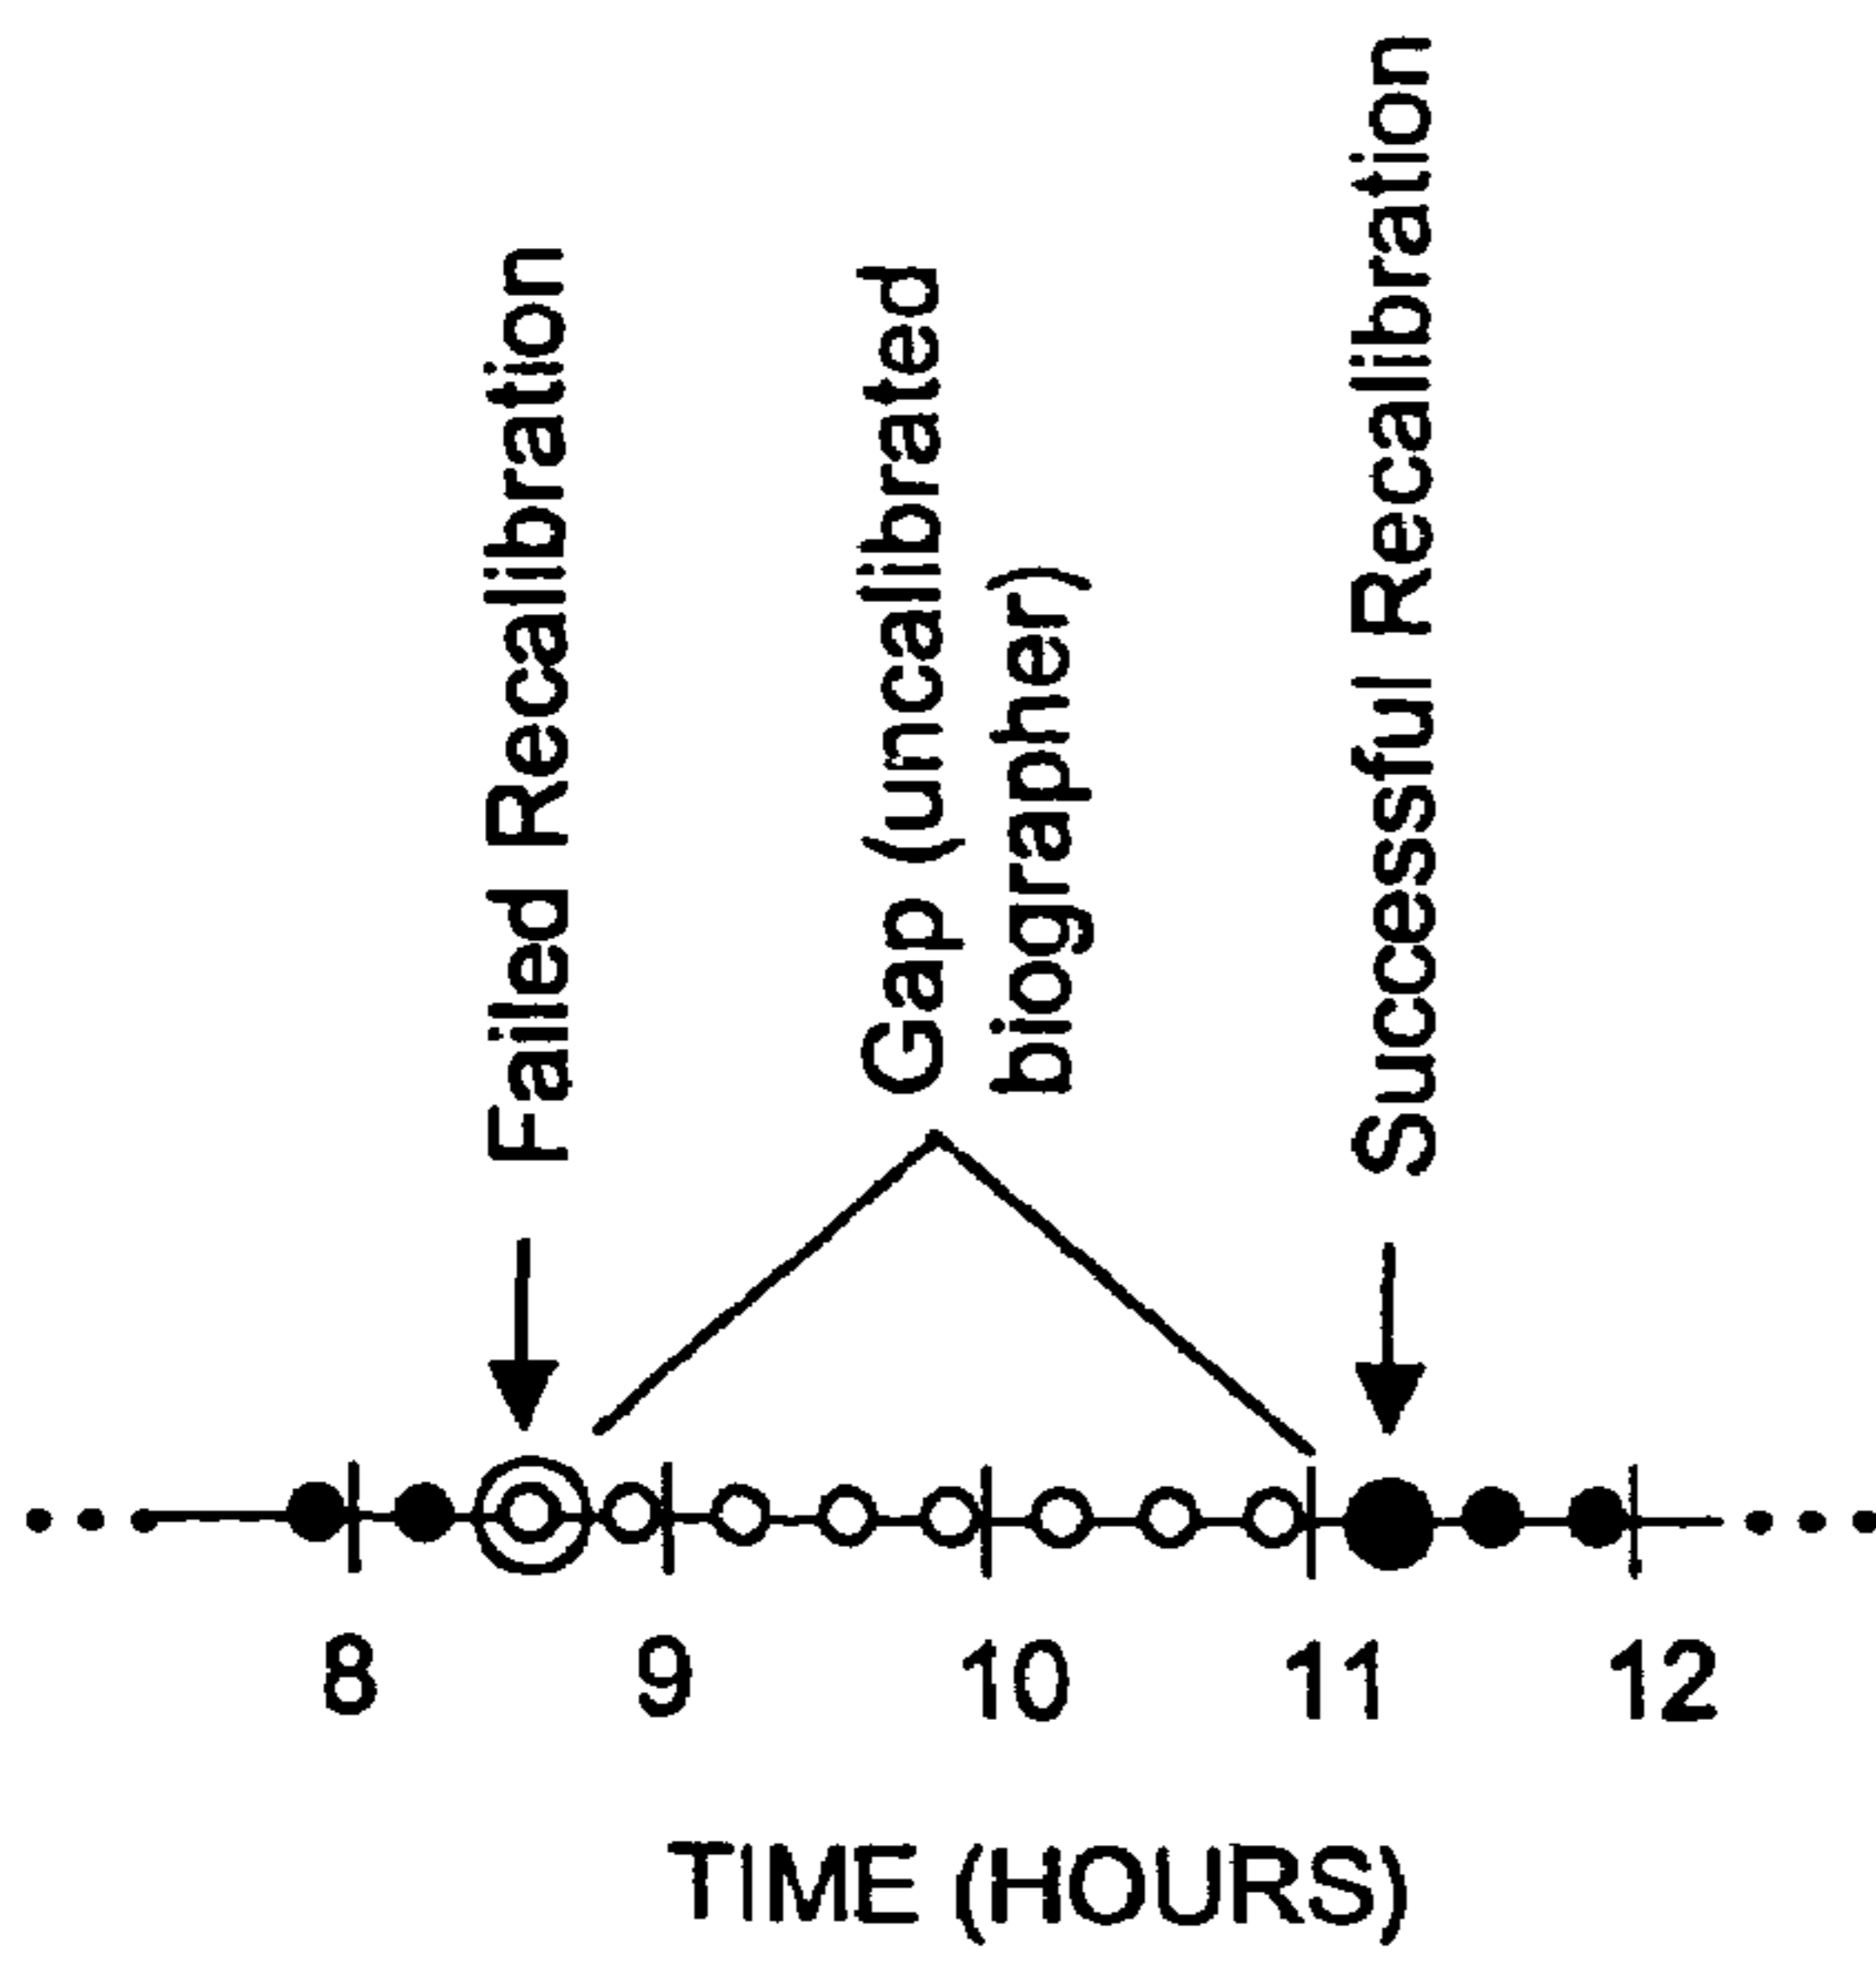 Failed Recalibration
Gap (uncalibrated
biographer)
Successful Recalibration
8 9 10 11 12
TIME (HOURS)